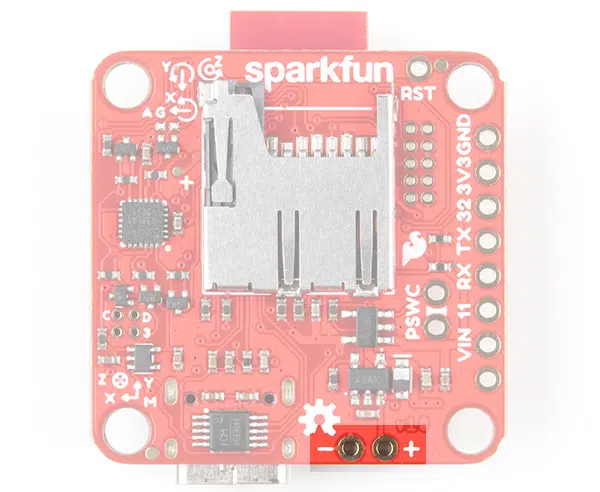 Y Z
sparkfun
RST
X
A G
GND
3V3
32
TX
RX
11
VIN
PSWC
C D
3
Z Y
X M
- +